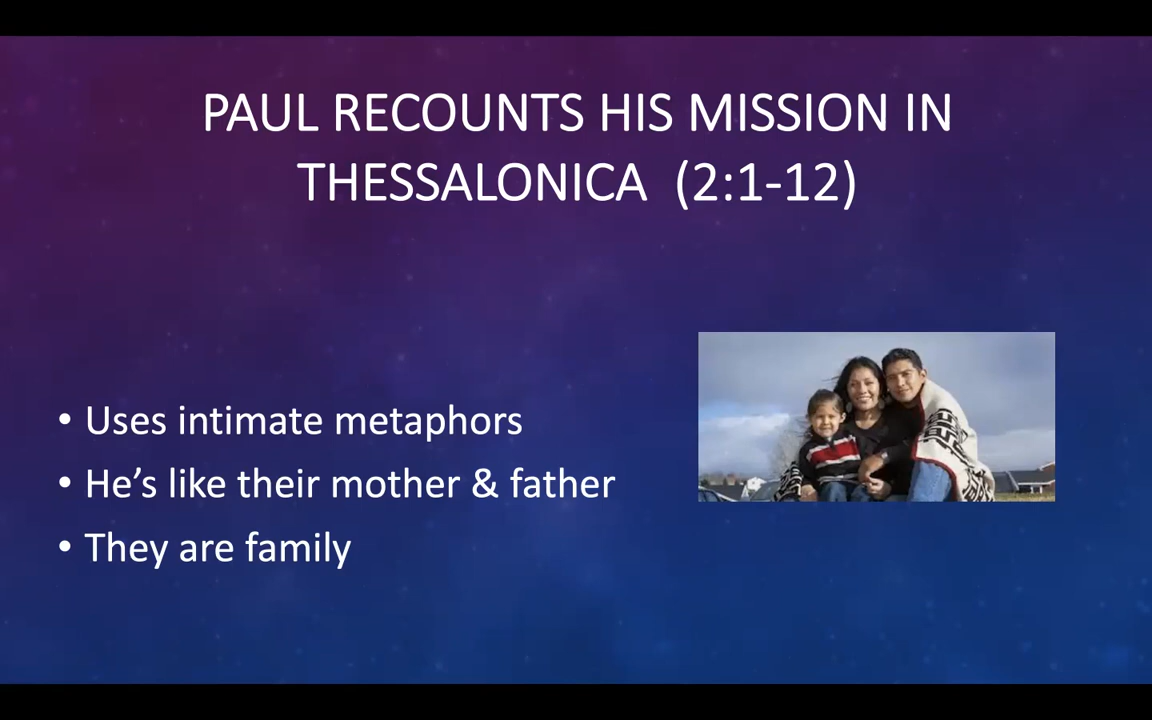 PAUL RECOUNTS HIS MISSION IN
THESSALONICA (2:1-12)
• Uses intimate metaphors
• He’s like their mother & father
• They are family